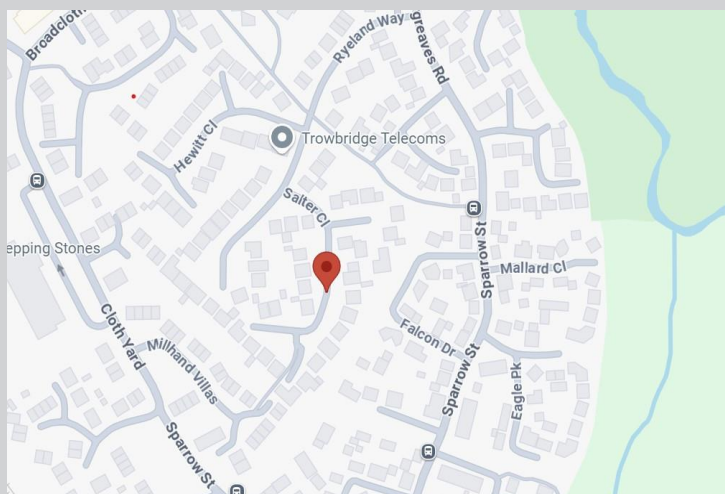 Broadcloth
Ryeland Way
greaves Rd
Trowbridge Telecoms
Hewitt Cl
Salter Cl
epping Stones
Sparrow St
Mallard Cl
Cloth Yard
Falcon Dr
Millhand Villas
Sparrow St
Eagle Pk
Sparrow St